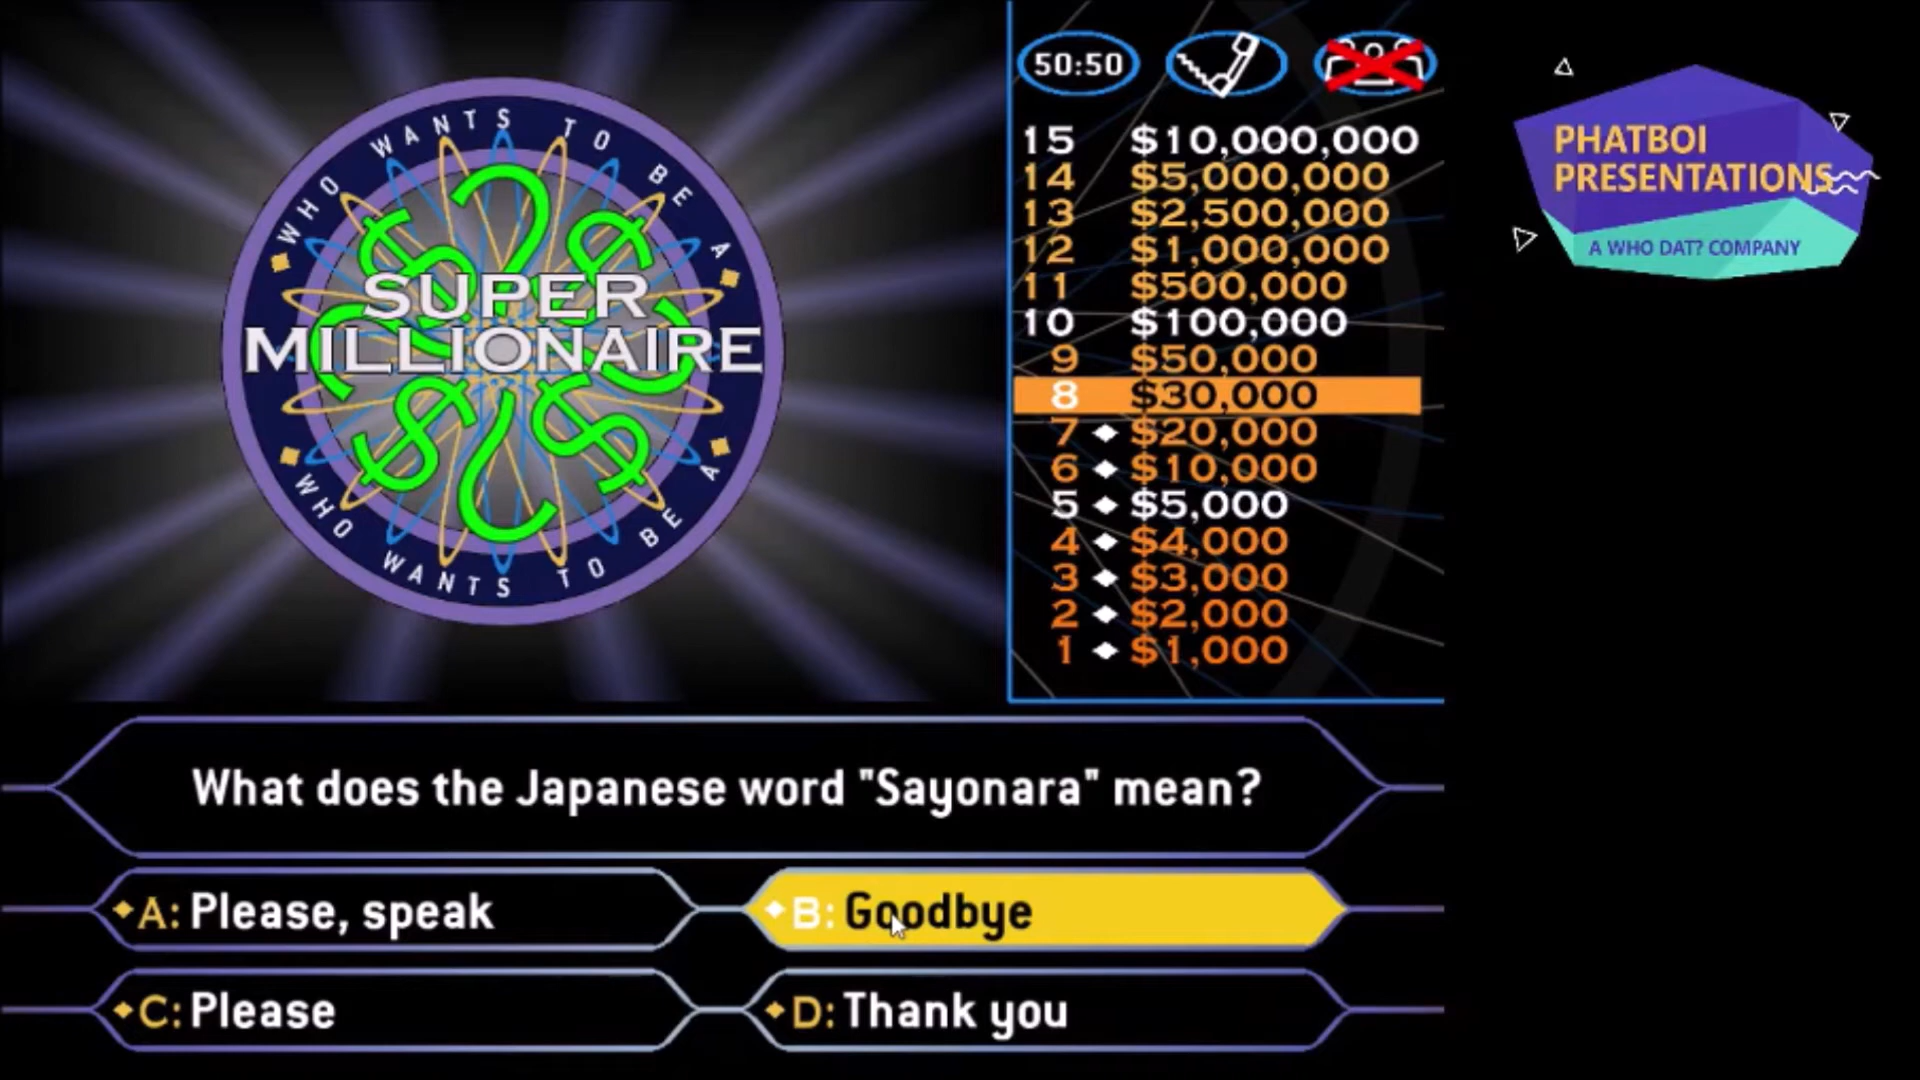 WHO WANTS TO BE A
SUPER
MILLIONAIRE
WHO WANTS TO BE A
50:50
15 $10,000,000
14 $5,000,000
13 $2,500,000
12 $1,000,000
11 $500,000
10 $100,000
9 $50,000
8 $30,000
7 $20,000
6 $10,000
5 $5,000
4 $4,000
3 $3,000
2 $2,000
1 $1,000
PHATBOI
PRESENTATIONS
A WHO DAT? COMPANY
What does the Japanese word "Sayonara" mean?
A: Please, speak
B: Goodbye
C: Please
D: Thank you